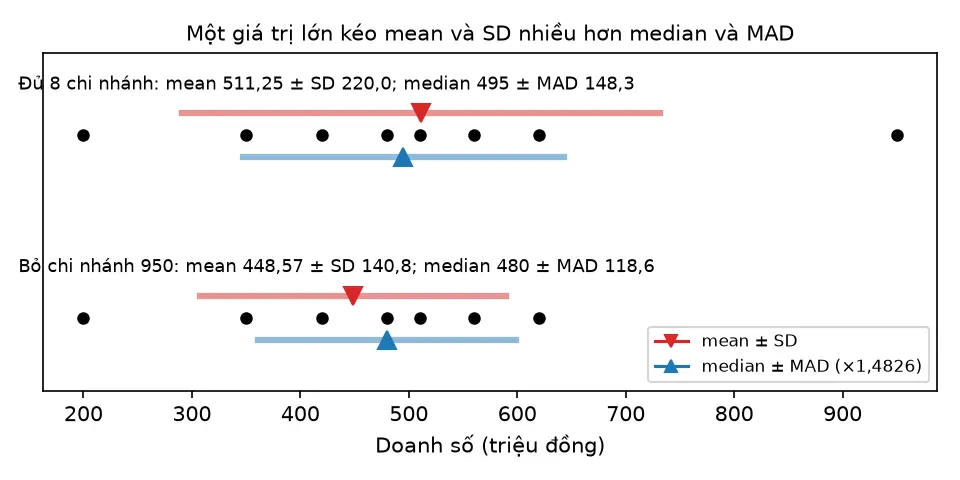 Một giá trị lớn kéo mean và SD nhiều hơn median và MAD
Đủ 8 chi nhánh: mean 511,25 ± SD 220,0; median 495 ± MAD 148,3
Bỏ chi nhánh 950: mean 448,57 ± SD 140,8; median 480 ± MAD 118,6
mean ± SD
median ± MAD (×1,4826)
200 300 400 500 600 700 800 900
Doanh số (triệu đồng)